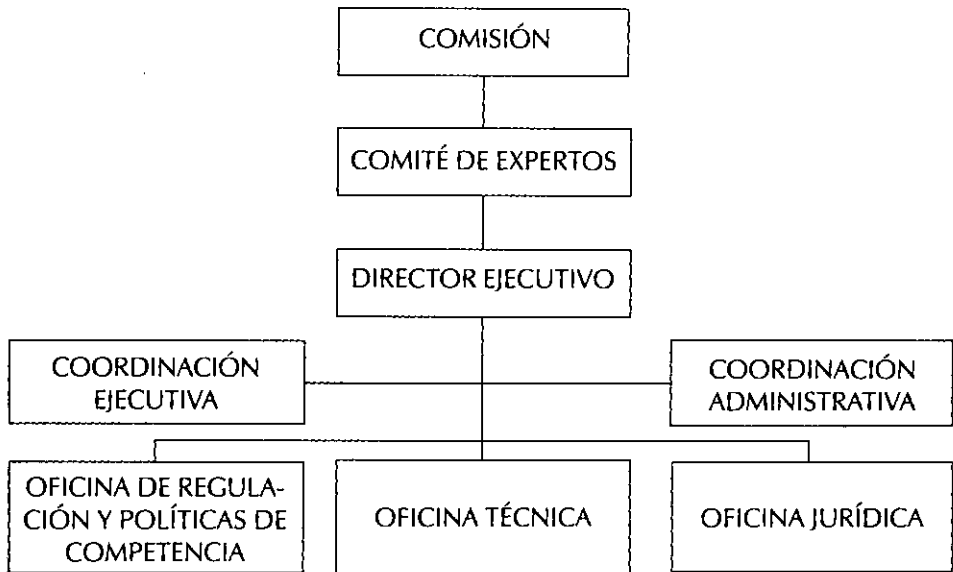 COMISIÓN
COMITÉ DE EXPERTOS
DIRECTOR EJECUTIVO
COORDINACIÓN
EJECUTIVA
COORDINACIÓN
ADMINISTRATIVA
OFICINA DE REGULA-
CIÓN Y POLÍTICAS DE
COMPETENCIA
OFICINA TÉCNICA
OFICINA JURÍDICA